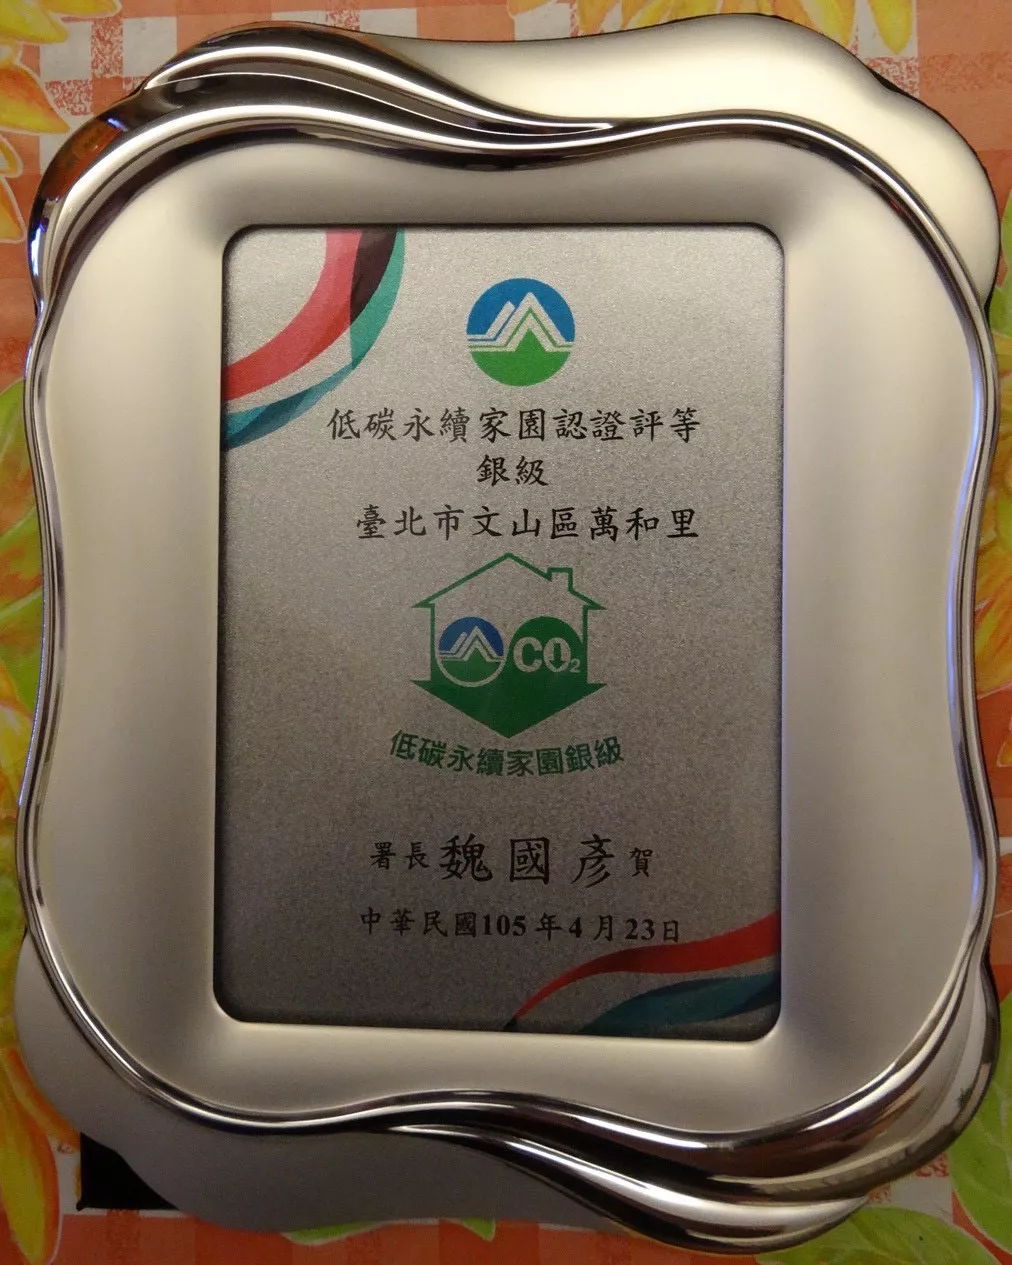 低碳永續家園認證評等
銀級
臺北市文山區萬和里
CO2
低碳永續家園銀級
署長魏國彥賀
中華民國105年4月23日